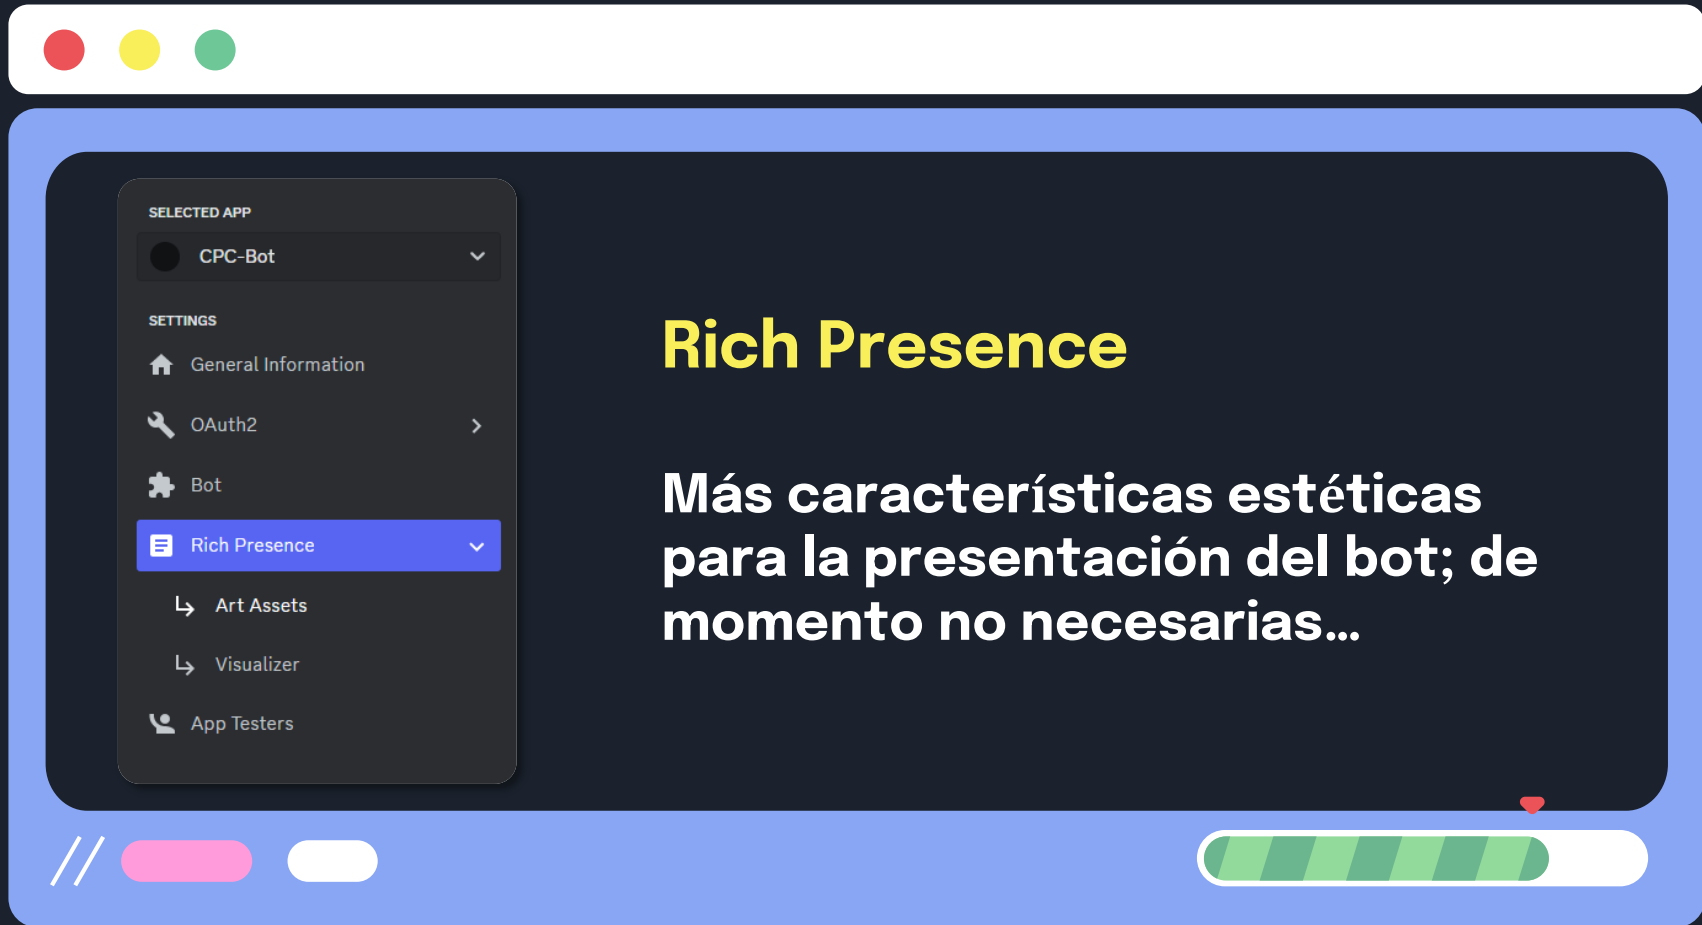 SELECTED APP
CPC-Bot
SETTINGS
General Information
OAuth2
Bot
Rich Presence
Art Assets
Visualizer
App Testers
Rich Presence
Más características estéticas
para la presentación del bot; de
momento no necesarias...